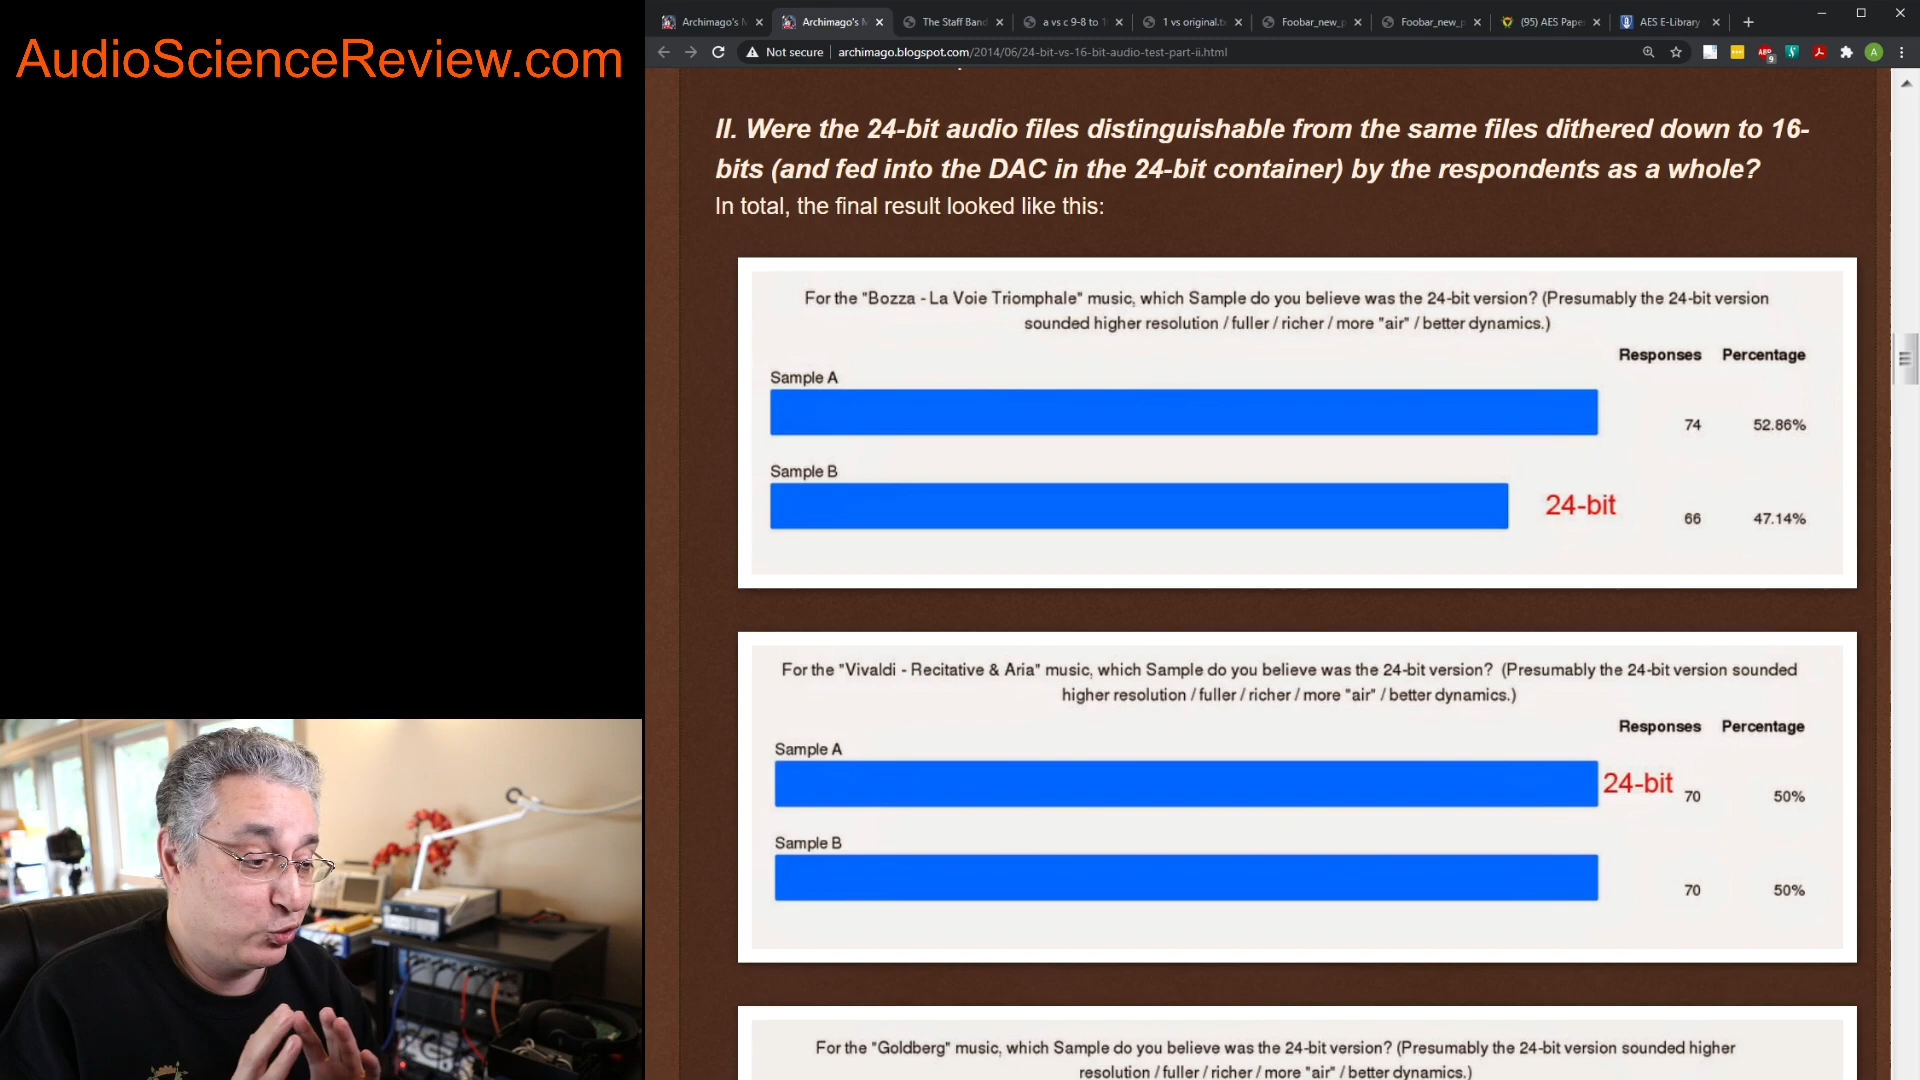 AudioScienceReview.com
Archimago's M
Archimago's M
The Staff Band
a vs c 9-8 to 1
1 vs original.t
Foobar_new_p
Foobar_new_p
(95) AES Pape
AES E-Library
Not secure
archimago.blogspot.com/2014/06/24-bit-vs-16-bit-audio-test-part-ii.html
ABP
9
A
II. Were the 24-bit audio files distinguishable from the same files dithered down to 16-
bits (and fed into the DAC in the 24-bit container) by the respondents as a whole?
In total, the final result looked like this:
For the "Bozza - La Voie Triomphale" music, which Sample do you believe was the 24-bit version? (Presumably the 24-bit version
sounded higher resolution / fuller / richer / more "air" / better dynamics.)
Responses Percentage
Sample A
74 52.86%
Sample B
24-bit
66 47.14%
For the "Vivaldi - Recitative & Aria" music, which Sample do you believe was the 24-bit version? (Presumably the 24-bit version sounded
higher resolution / fuller / richer / more "air" / better dynamics.)
Responses Percentage
Sample A
24-bit
70 50%
Sample B
70 50%
For the "Goldberg" music, which Sample do you believe was the 24-bit version? (Presumably the 24-bit version sounded higher
resolution / fuller / richer / more "air" / better dynamics.)